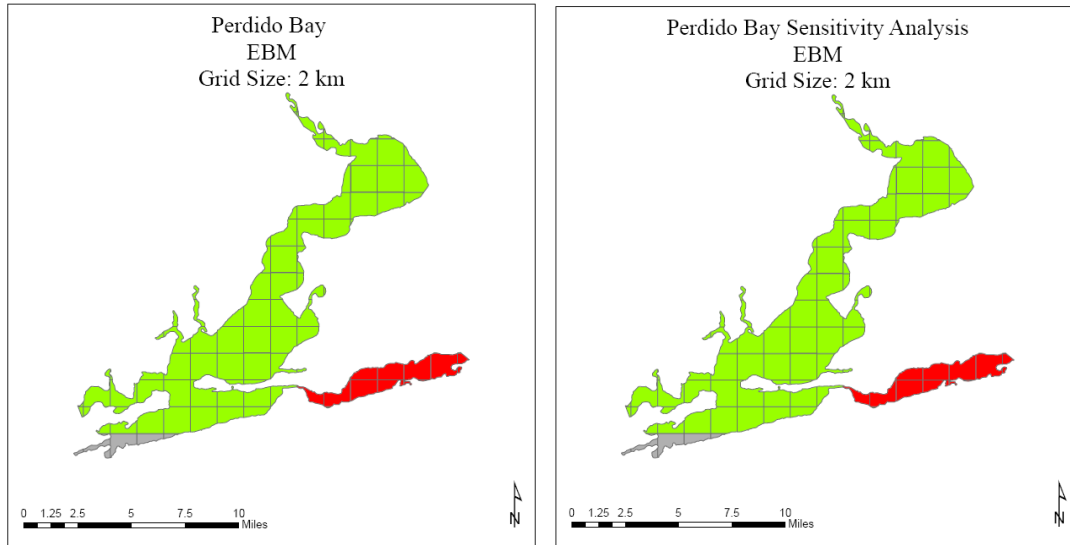 Perdido Bay
EBM
Grid Size: 2 km
0 1.25 2.5 5 7.5 10
Miles
N
Perdido Bay Sensitivity Analysis
EBM
Grid Size: 2 km
0 1.25 2.5 5 7.5 10
Miles
N